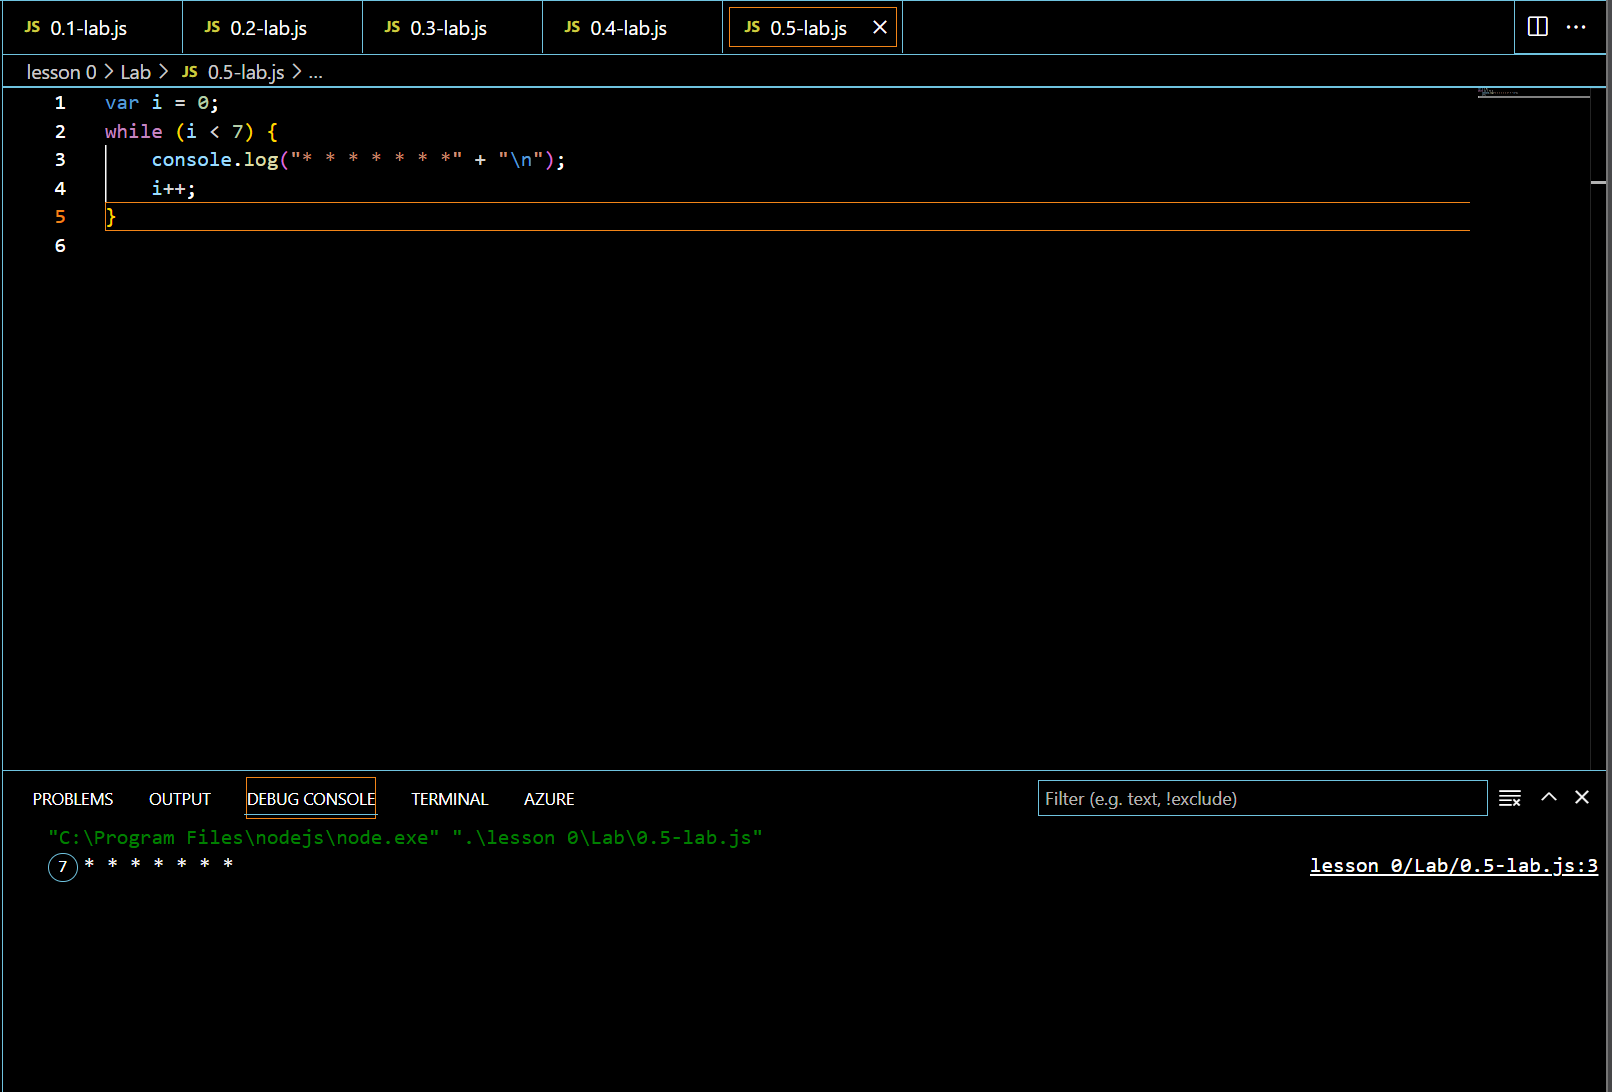 JS 0.1-lab.js JS 0.2-lab.js JS 0.3-lab.js JS 0.4-lab.js JS 0.5-lab.js
lesson 0 > Lab > JS 0.5-lab.js > ...
1 var i = 0;
2 while (i < 7) {
3 console.log("* * * * * * *" + "\n");
4 i++;
5 }
6
PROBLEMS OUTPUT DEBUG CONSOLE TERMINAL AZURE Filter (e.g. text, !exclude)
"C:\Program Files\nodejs\node.exe" ".\lesson 0\Lab\0.5-lab.js"
7 * * * * * * * lesson 0/Lab/0.5-lab.js:3